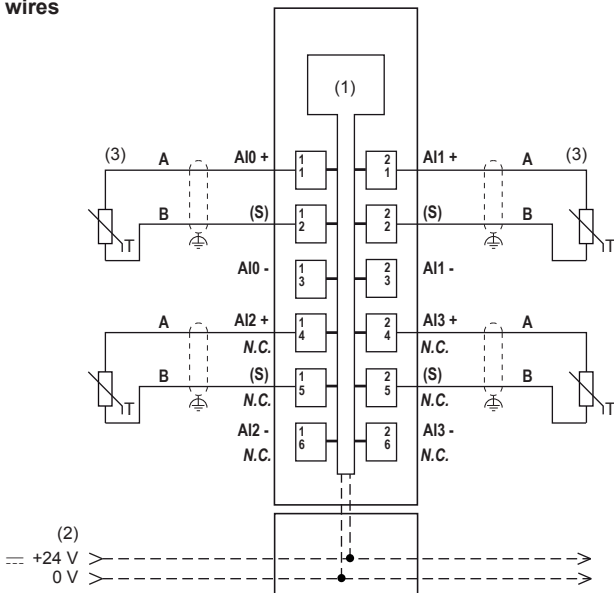 wires
(1)
(3) A AI0 + 1 1 2 1 AI1 + A (3)
B (S) 1 2 2 2 (S) B
T T
AI0 - 1 3 2 3 AI1 -
A AI2 + 1 4 2 4 AI3 + A
N.C. N.C.
B (S) 1 5 2 5 (S) B
T N.C. N.C. T
AI2 - 1 6 2 6 AI3 -
N.C. N.C.
(2)
+24 V
0 V